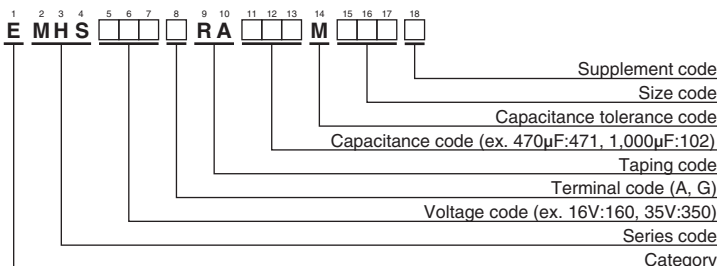 1 2 3 4 5 6 7 8 9 10 11 12 13 14 15 16 17 18
E MHS □□□ □ RA □□□ M □□□ □
Supplement code
Size code
Capacitance tolerance code
Capacitance code (ex. 470µF:471, 1,000µF:102)
Taping code
Terminal code (A, G)
Voltage code (ex. 16V:160, 35V:350)
Series code
Category